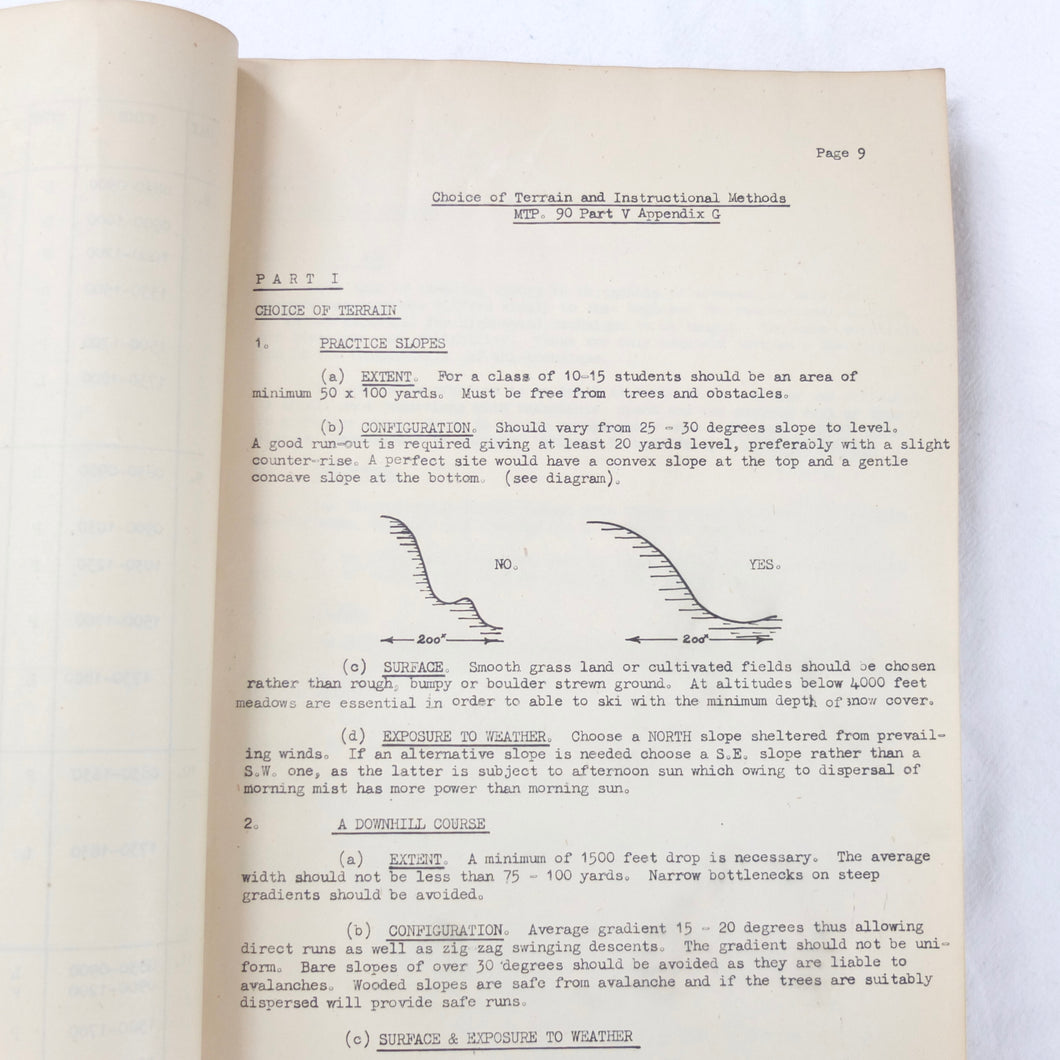 Page 9
Choice of Terrain and Instructional Methods
MTP. 90 Part V Appendix G
PART I
CHOICE OF TERRAIN
1. PRACTICE SLOPES
(a) EXTENT. For a class of 10-15 students should be an area of
minimum 50 x 100 yards. Must be free from trees and obstacles.
(b) CONFIGURATION. Should vary from 25 - 30 degrees slope to level.
A good run-out is required giving at least 20 yards level, preferably with a slight
counter-rise. A perfect site would have a convex slope at the top and a gentle
concave slope at the bottom. (see diagram).
NO. YES.
200ˣ 200ˣ
(c) SURFACE. Smooth grass land or cultivated fields should be chosen
rather than rough, bumpy or boulder strewn ground. At altitudes below 4000 feet
meadows are essential in order to able to ski with the minimum depth of snow cover.
(d) EXPOSURE TO WEATHER. Choose a NORTH slope sheltered from prevail-
ing winds. If an alternative slope is needed choose a S.E. slope rather than a
S.W. one, as the latter is subject to afternoon sun which owing to dispersal of
morning mist has more power than morning sun.
2. A DOWNHILL COURSE
(a) EXTENT. A minimum of 1500 feet drop is necessary. The average
width should not be less than 75 - 100 yards. Narrow bottlenecks on steep
gradients should be avoided.
(b) CONFIGURATION. Average gradient 15 - 20 degrees thus allowing
direct runs as well as zig zag swinging descents. The gradient should not be uni-
form. Bare slopes of over 30 degrees should be avoided as they are liable to
avalanches. Wooded slopes are safe from avalanche and if the trees are suitably
dispersed will provide safe runs.
(c) SURFACE & EXPOSURE TO WEATHER